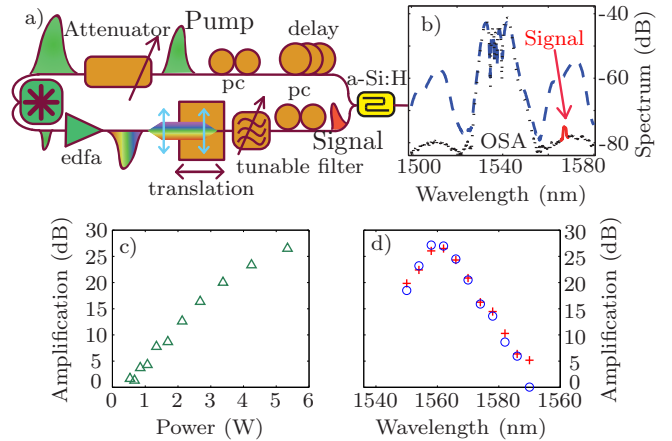 a)
Pump
Attenuator
delay
pc
a-Si:H
pc
edfa
Signal
tunable filter
translation
b)
Signal
OSA
-40
-60
-80
Spectrum (dB)
1500
1540
1580
Wavelength (nm)
c)
30
25
20
15
10
5
0
Amplification (dB)
0
1
2
3
4
5
6
Power (W)
d)
30
25
20
15
10
5
0
Amplification (dB)
1540
1560
1580
1560
Wavelength (nm)